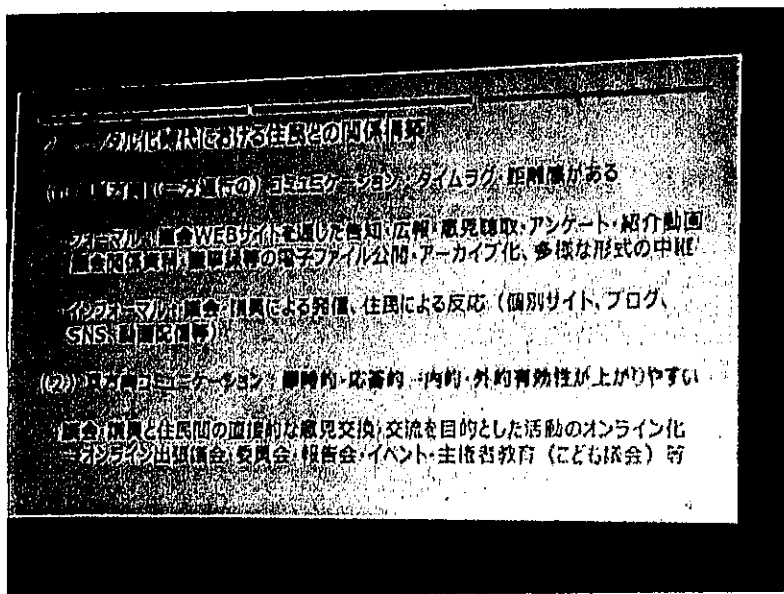 デジタル化時代における住民との関係構築
(1) 単方向(一方通行の)コミュニケーション・タイムラグ、距離感がある
フォーマル:議会WEBサイトを通した告知・広報・意見聴取・アンケート・紹介動画
議会関係資料・議事録等の電子ファイル公開・アーカイブ化、多様な形式の中継
インフォーマル:議会・議員による発信、住民による反応(個別サイト、ブログ、
SNS、動画配信等)
(2) 双方向コミュニケーション 即時的・応答的 内的・外的有効性が上がりやすい
議会・議員と住民間の直接的な意見交換・交流を目的とした活動のオンライン化
オンライン出張議会・委員会・報告会・イベント・主権者教育(こども議会)等